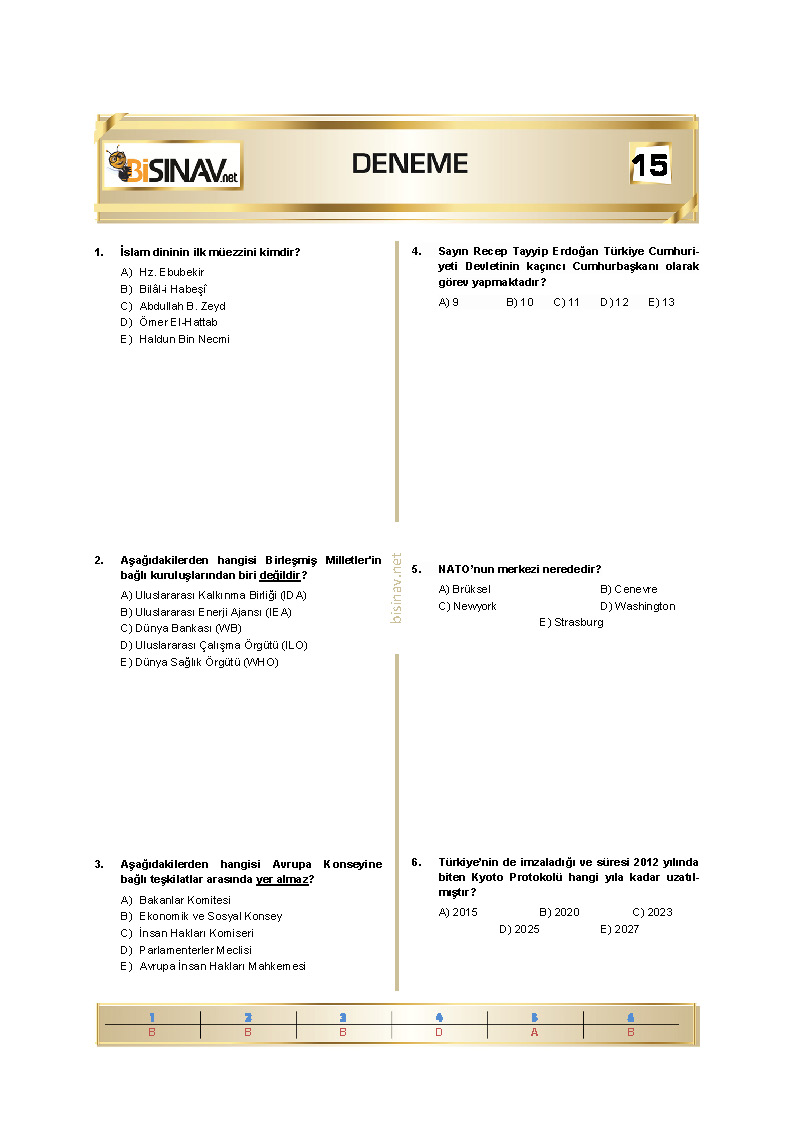 BiSINAV.net
DENEME
15
1. İslam dininin ilk müezzini kimdir?
A) Hz. Ebubekir
B) Bilâl-i Habeşî
C) Abdullah B. Zeyd
D) Ömer El-Hattab
E) Haldun Bin Necmi
2. Aşağıdakilerden hangisi Birleşmiş Milletler'in
bağlı kuruluşlarından biri değildir?
A) Uluslararası Kalkınma Birliği (IDA)
B) Uluslararası Enerji Ajansı (IEA)
C) Dünya Bankası (WB)
D) Uluslararası Çalışma Örgütü (ILO)
E) Dünya Sağlık Örgütü (WHO)
3. Aşağıdakilerden hangisi Avrupa Konseyine
bağlı teşkilatlar arasında yer almaz?
A) Bakanlar Komitesi
B) Ekonomik ve Sosyal Konsey
C) İnsan Hakları Komiseri
D) Parlamenterler Meclisi
E) Avrupa İnsan Hakları Mahkemesi
bisinav.net
4. Sayın Recep Tayyip Erdoğan Türkiye Cumhuri-
yeti Devletinin kaçıncı Cumhurbaşkanı olarak
görev yapmaktadır?
A) 9 B) 10 C) 11 D) 12 E) 13
5. NATO'nun merkezi nerededir?
A) Brüksel B) Cenevre
C) Newyork D) Washington
E) Strasburg
6. Türkiye'nin de imzaladığı ve süresi 2012 yılında
biten Kyoto Protokolü hangi yıla kadar uzatıl-
mıştır?
A) 2015 B) 2020 C) 2023
D) 2025 E) 2027
1 2 3 4 5 6
B B B D A B